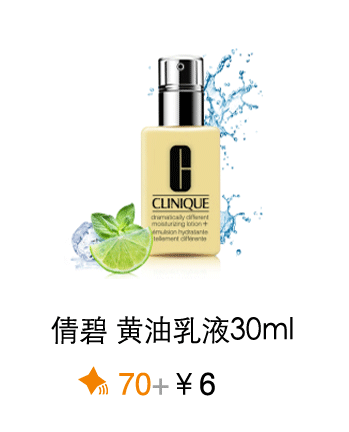 CLINIQUE
dramatically different
moisturizing lotion +
émulsion hydratante
tellement différente
倩碧 黄油乳液30ml
70+￥6